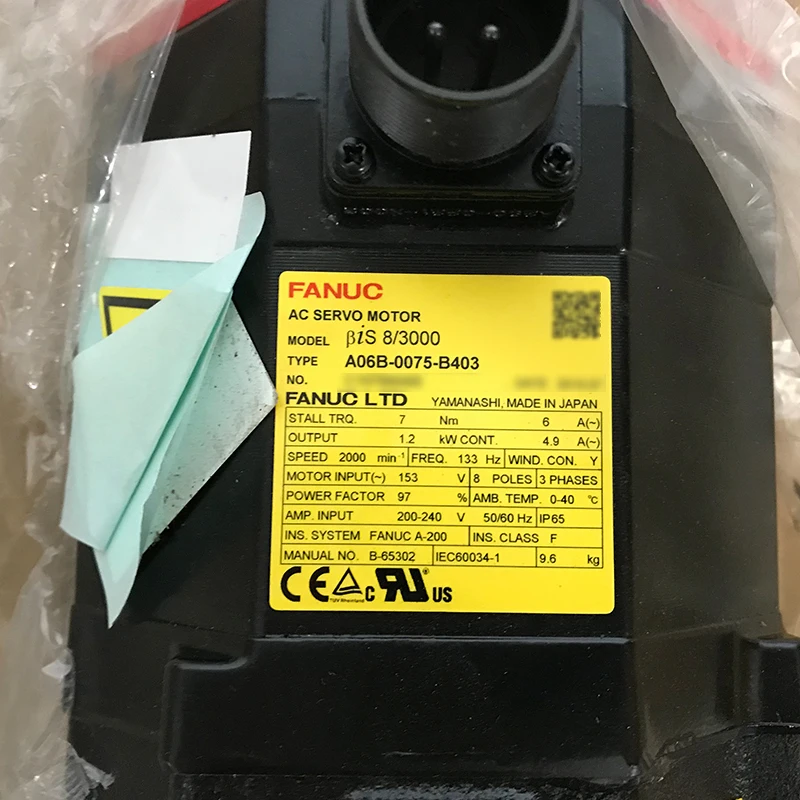 FANUC
AC SERVO MOTOR
MODEL βiS 8/3000
TYPE A06B-0075-B403
NO.
FANUC LTD YAMANASHI, MADE IN JAPAN
STALL TRQ. 7 Nm 6 A(~)
OUTPUT 1.2 kW CONT. 4.9 A(~)
SPEED 2000 min⁻¹ FREQ. 133 Hz WIND. CON. Y
MOTOR INPUT(~) 153 V 8 POLES 3 PHASES
POWER FACTOR 97 % AMB. TEMP. 0-40 ℃
AMP. INPUT 200-240 V 50/60 Hz IP65
INS. SYSTEM FANUC A-200 INS. CLASS F
MANUAL NO. B-65302 IEC60034-1 9.6 kg
CE TÜV Rheinland c RU US